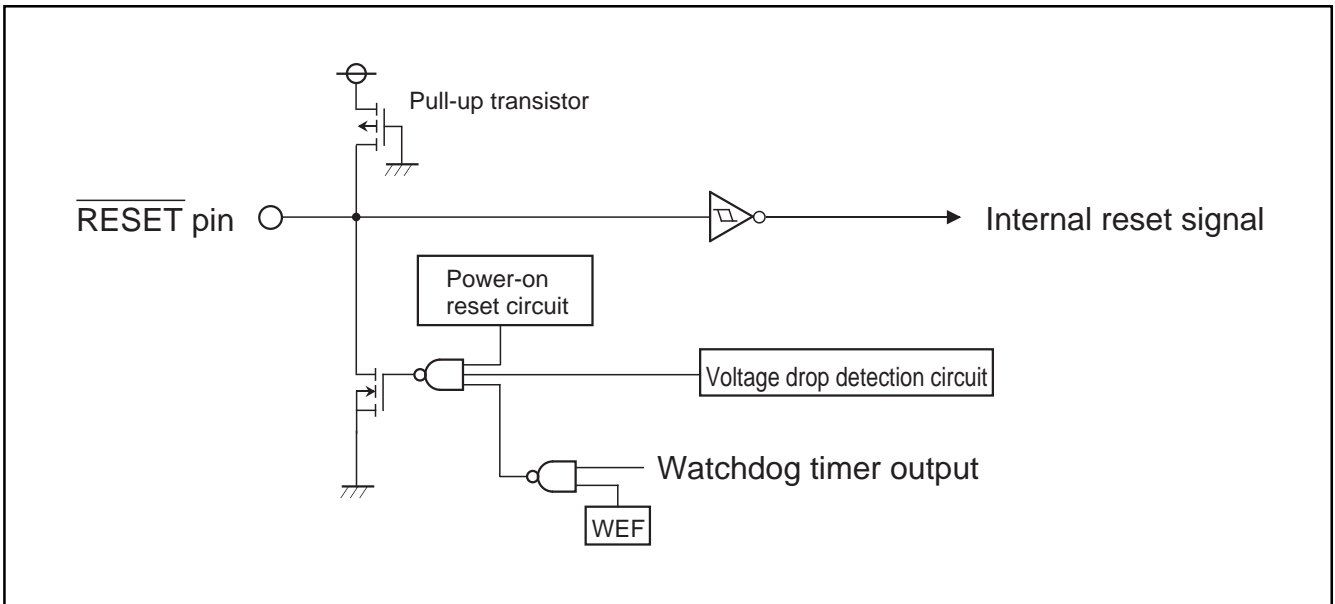 Pull-up transistor
RESET pin
Internal reset signal
Power-on
reset circuit
Voltage drop detection circuit
Watchdog timer output
WEF